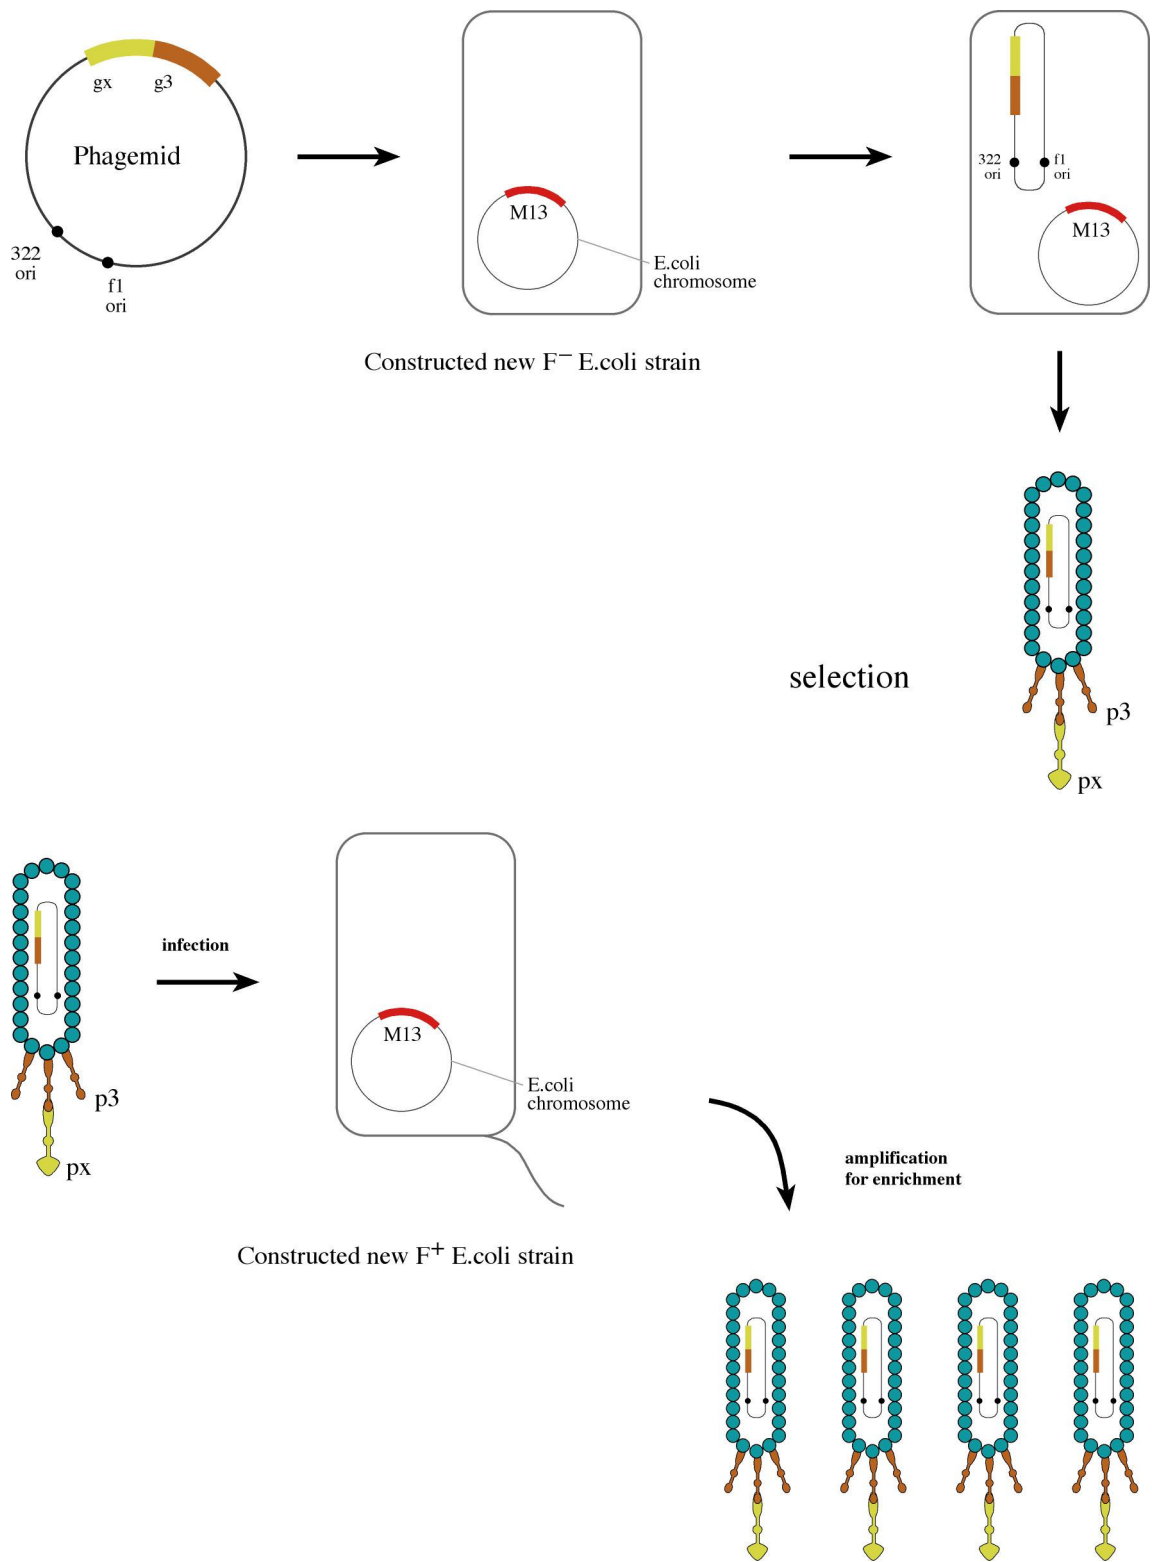 gx
g3
Phagemid
322
ori
f1
ori
M13
E.coli
chromosome
Constructed new F− E.coli strain
322
ori
f1
ori
M13
selection
p3
px
p3
px
infection
M13
E.coli
chromosome
Constructed new F+ E.coli strain
amplification
for enrichment